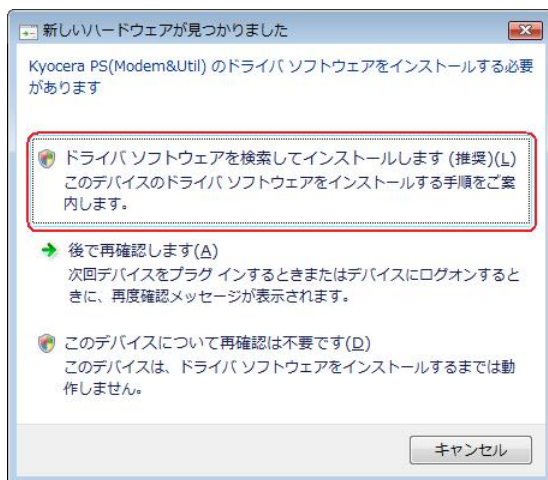 新しいハードウェアが見つかりました
Kyocera PS(Modem&Util) のドライバ ソフトウェアをインストールする必要
があります
ドライバ ソフトウェアを検索してインストールします (推奨)(L)
このデバイスのドライバ ソフトウェアをインストールする手順をご案
内します。
後で再確認します(A)
次回デバイスをプラグ インするときまたはデバイスにログオンすると
きに、再度確認メッセージが表示されます。
このデバイスについて再確認は不要です(D)
このデバイスは、ドライバ ソフトウェアをインストールするまでは動
作しません。
キャンセル